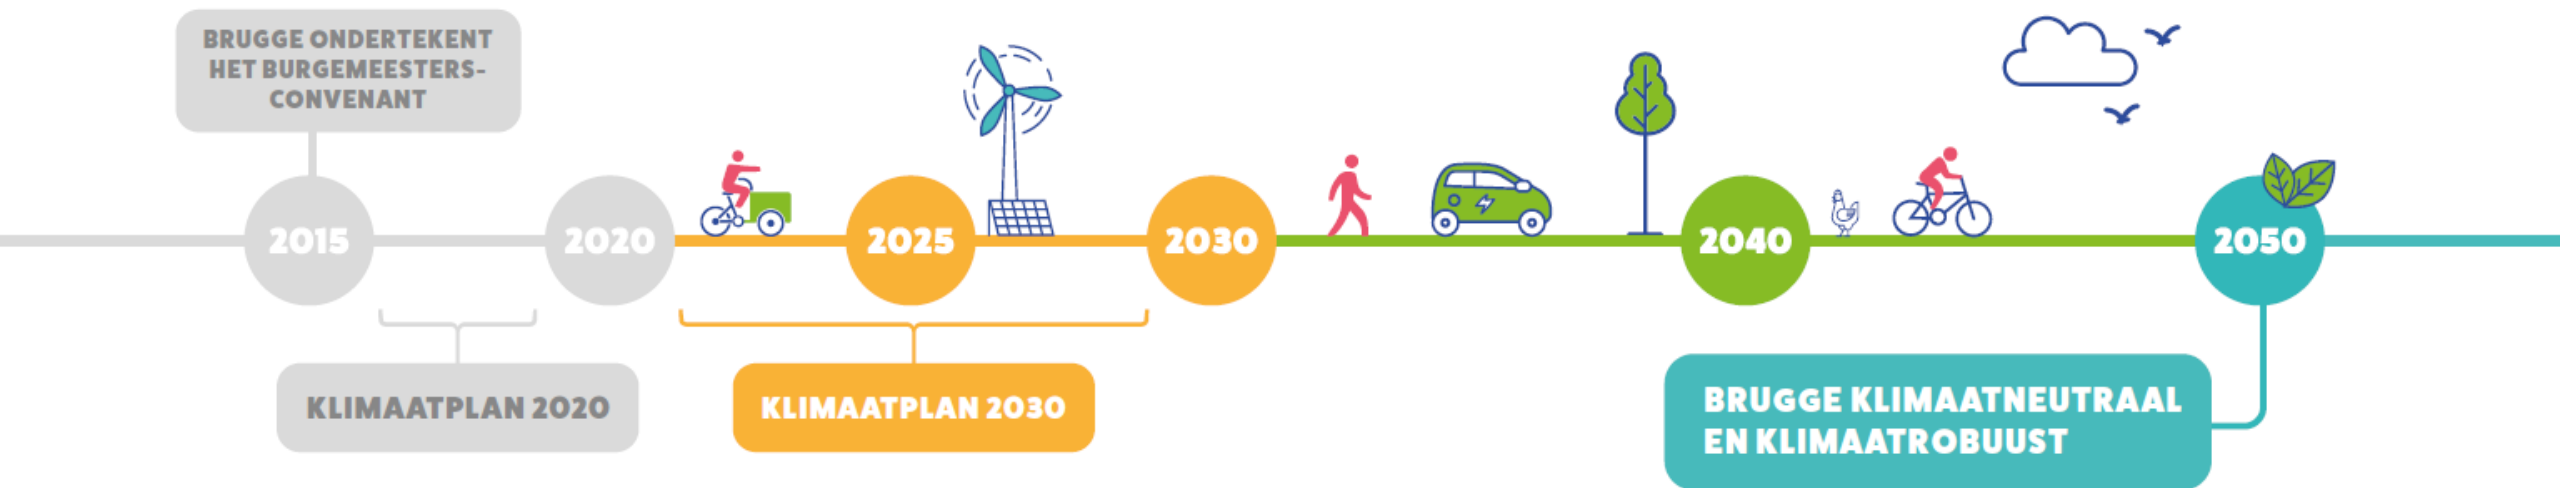 BRUGGE ONDERTEKENT
HET BURGEMEESTERS-
CONVENANT
2015
2020
2025
2030
2040
2050
KLIMAATPLAN 2020
KLIMAATPLAN 2030
BRUGGE KLIMAATNEUTRAAL
EN KLIMAATROBUUST